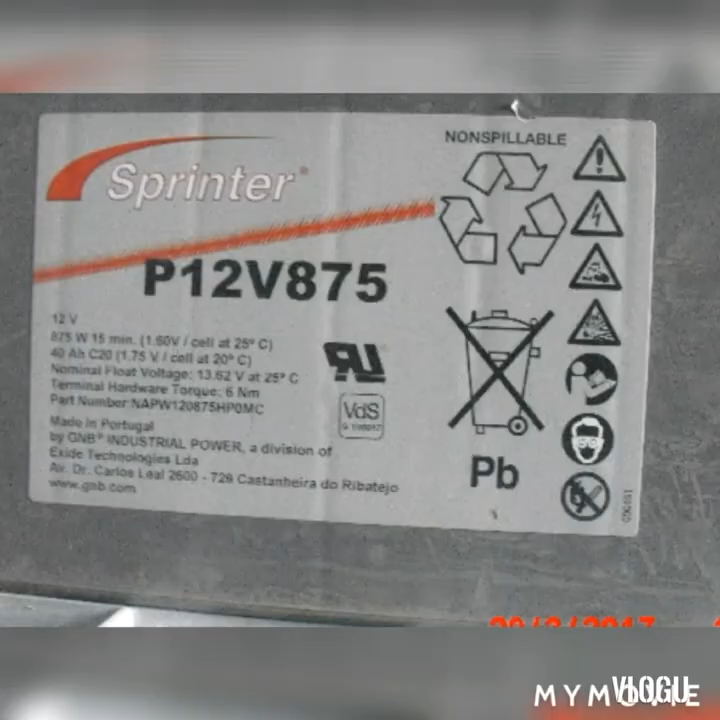 NONSPILLABLE
Sprinter
P12V875
12 V
875 W 15 min. (1.60V / cell at 25º C)
40 Ah C20 (1.75 V / cell at 20º C)
Nominal Float Voltage: 13.62 V at 25º C
Terminal Hardware Torque: 6 Nm
Part Number:NAPW120875HP0MC
Made in Portugal
by GNB® INDUSTRIAL POWER, a division of
Exide Technologies Lda
Av. Dr. Carlos Leal 2600 - 729 Castanheira do Ribatejo
www.gnb.com
VdS
Pb
MYMOVIE
VLOGU